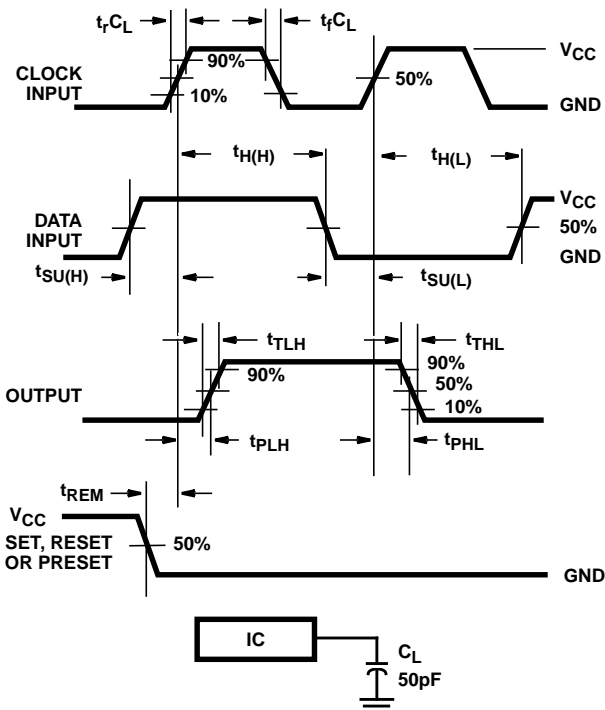 trCL
tfCL
90%
10%
50%
VCC
GND
CLOCK
INPUT
tH(H)
tH(L)
DATA
INPUT
VCC
50%
GND
tSU(H)
tSU(L)
tTLH
tTHL
90%
90%
50%
10%
OUTPUT
tPLH
tPHL
tREM
VCC
SET, RESET
OR PRESET
50%
GND
IC
CL
50pF